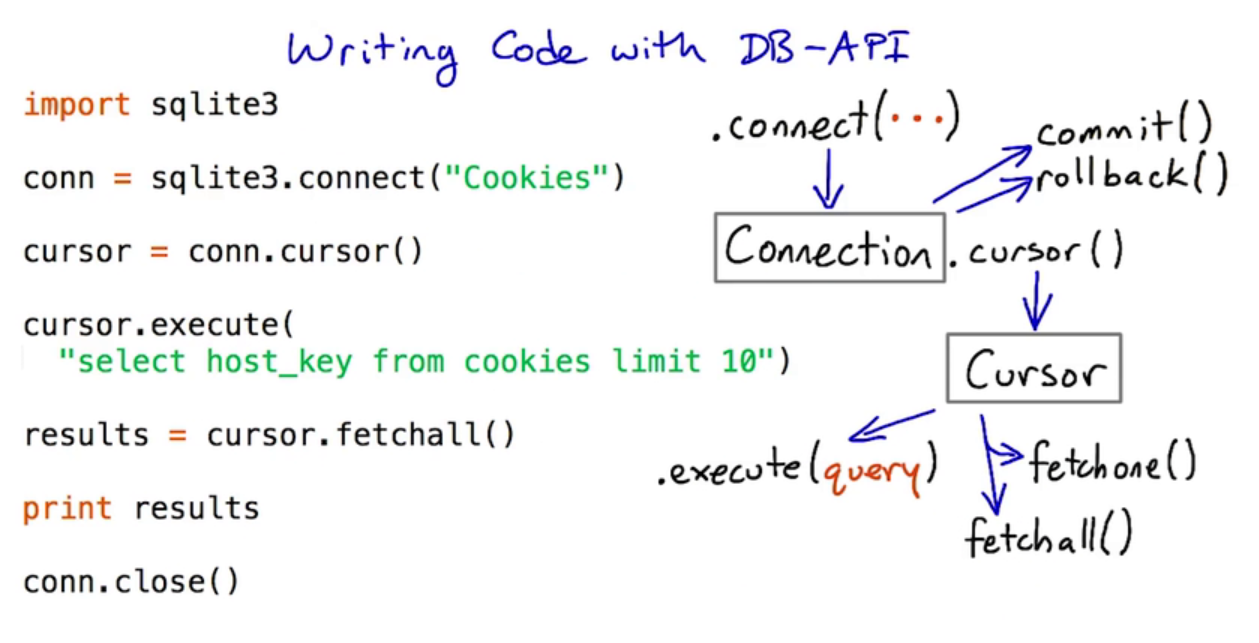 Writing Code with DB-API
import sqlite3
conn = sqlite3.connect("Cookies")
cursor = conn.cursor()
cursor.execute(
"select host_key from cookies limit 10")
results = cursor.fetchall()
print results
conn.close()
.connect(...)
commit()
rollback()
Connection.cursor()
Cursor
.execute(query)
fetchone()
fetchall()